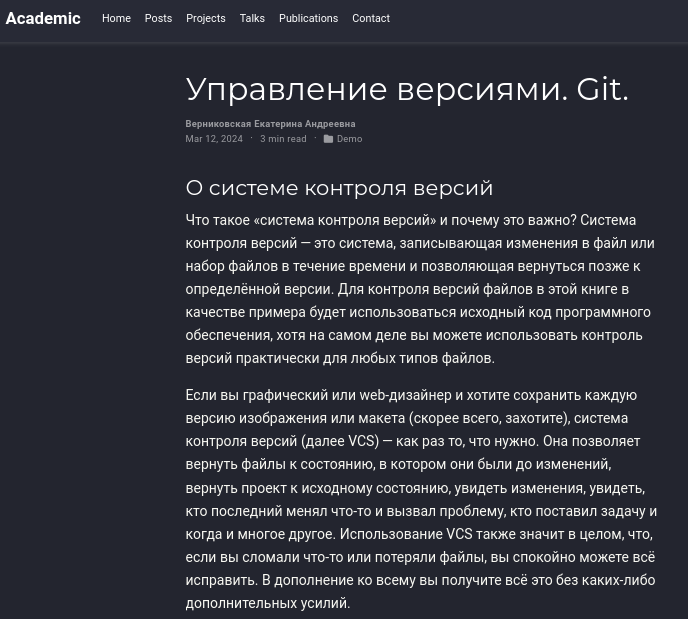 Academic Home Posts Projects Talks Publications Contact
Управление версиями. Git.
Верниковская Екатерина Андреевна
Mar 12, 2024 · 3 min read · Demo
О системе контроля версий
Что такое «система контроля версий» и почему это важно? Система
контроля версий — это система, записывающая изменения в файл или
набор файлов в течение времени и позволяющая вернуться позже к
определённой версии. Для контроля версий файлов в этой книге в
качестве примера будет использоваться исходный код программного
обеспечения, хотя на самом деле вы можете использовать контроль
версий практически для любых типов файлов.
Если вы графический или web-дизайнер и хотите сохранить каждую
версию изображения или макета (скорее всего, захотите), система
контроля версий (далее VCS) — как раз то, что нужно. Она позволяет
вернуть файлы к состоянию, в котором они были до изменений,
вернуть проект к исходному состоянию, увидеть изменения, увидеть,
кто последний менял что-то и вызвал проблему, кто поставил задачу и
когда и многое другое. Использование VCS также значит в целом, что,
если вы сломали что-то или потеряли файлы, вы спокойно можете всё
исправить. В дополнение ко всему вы получите всё это без каких-либо
дополнительных усилий.